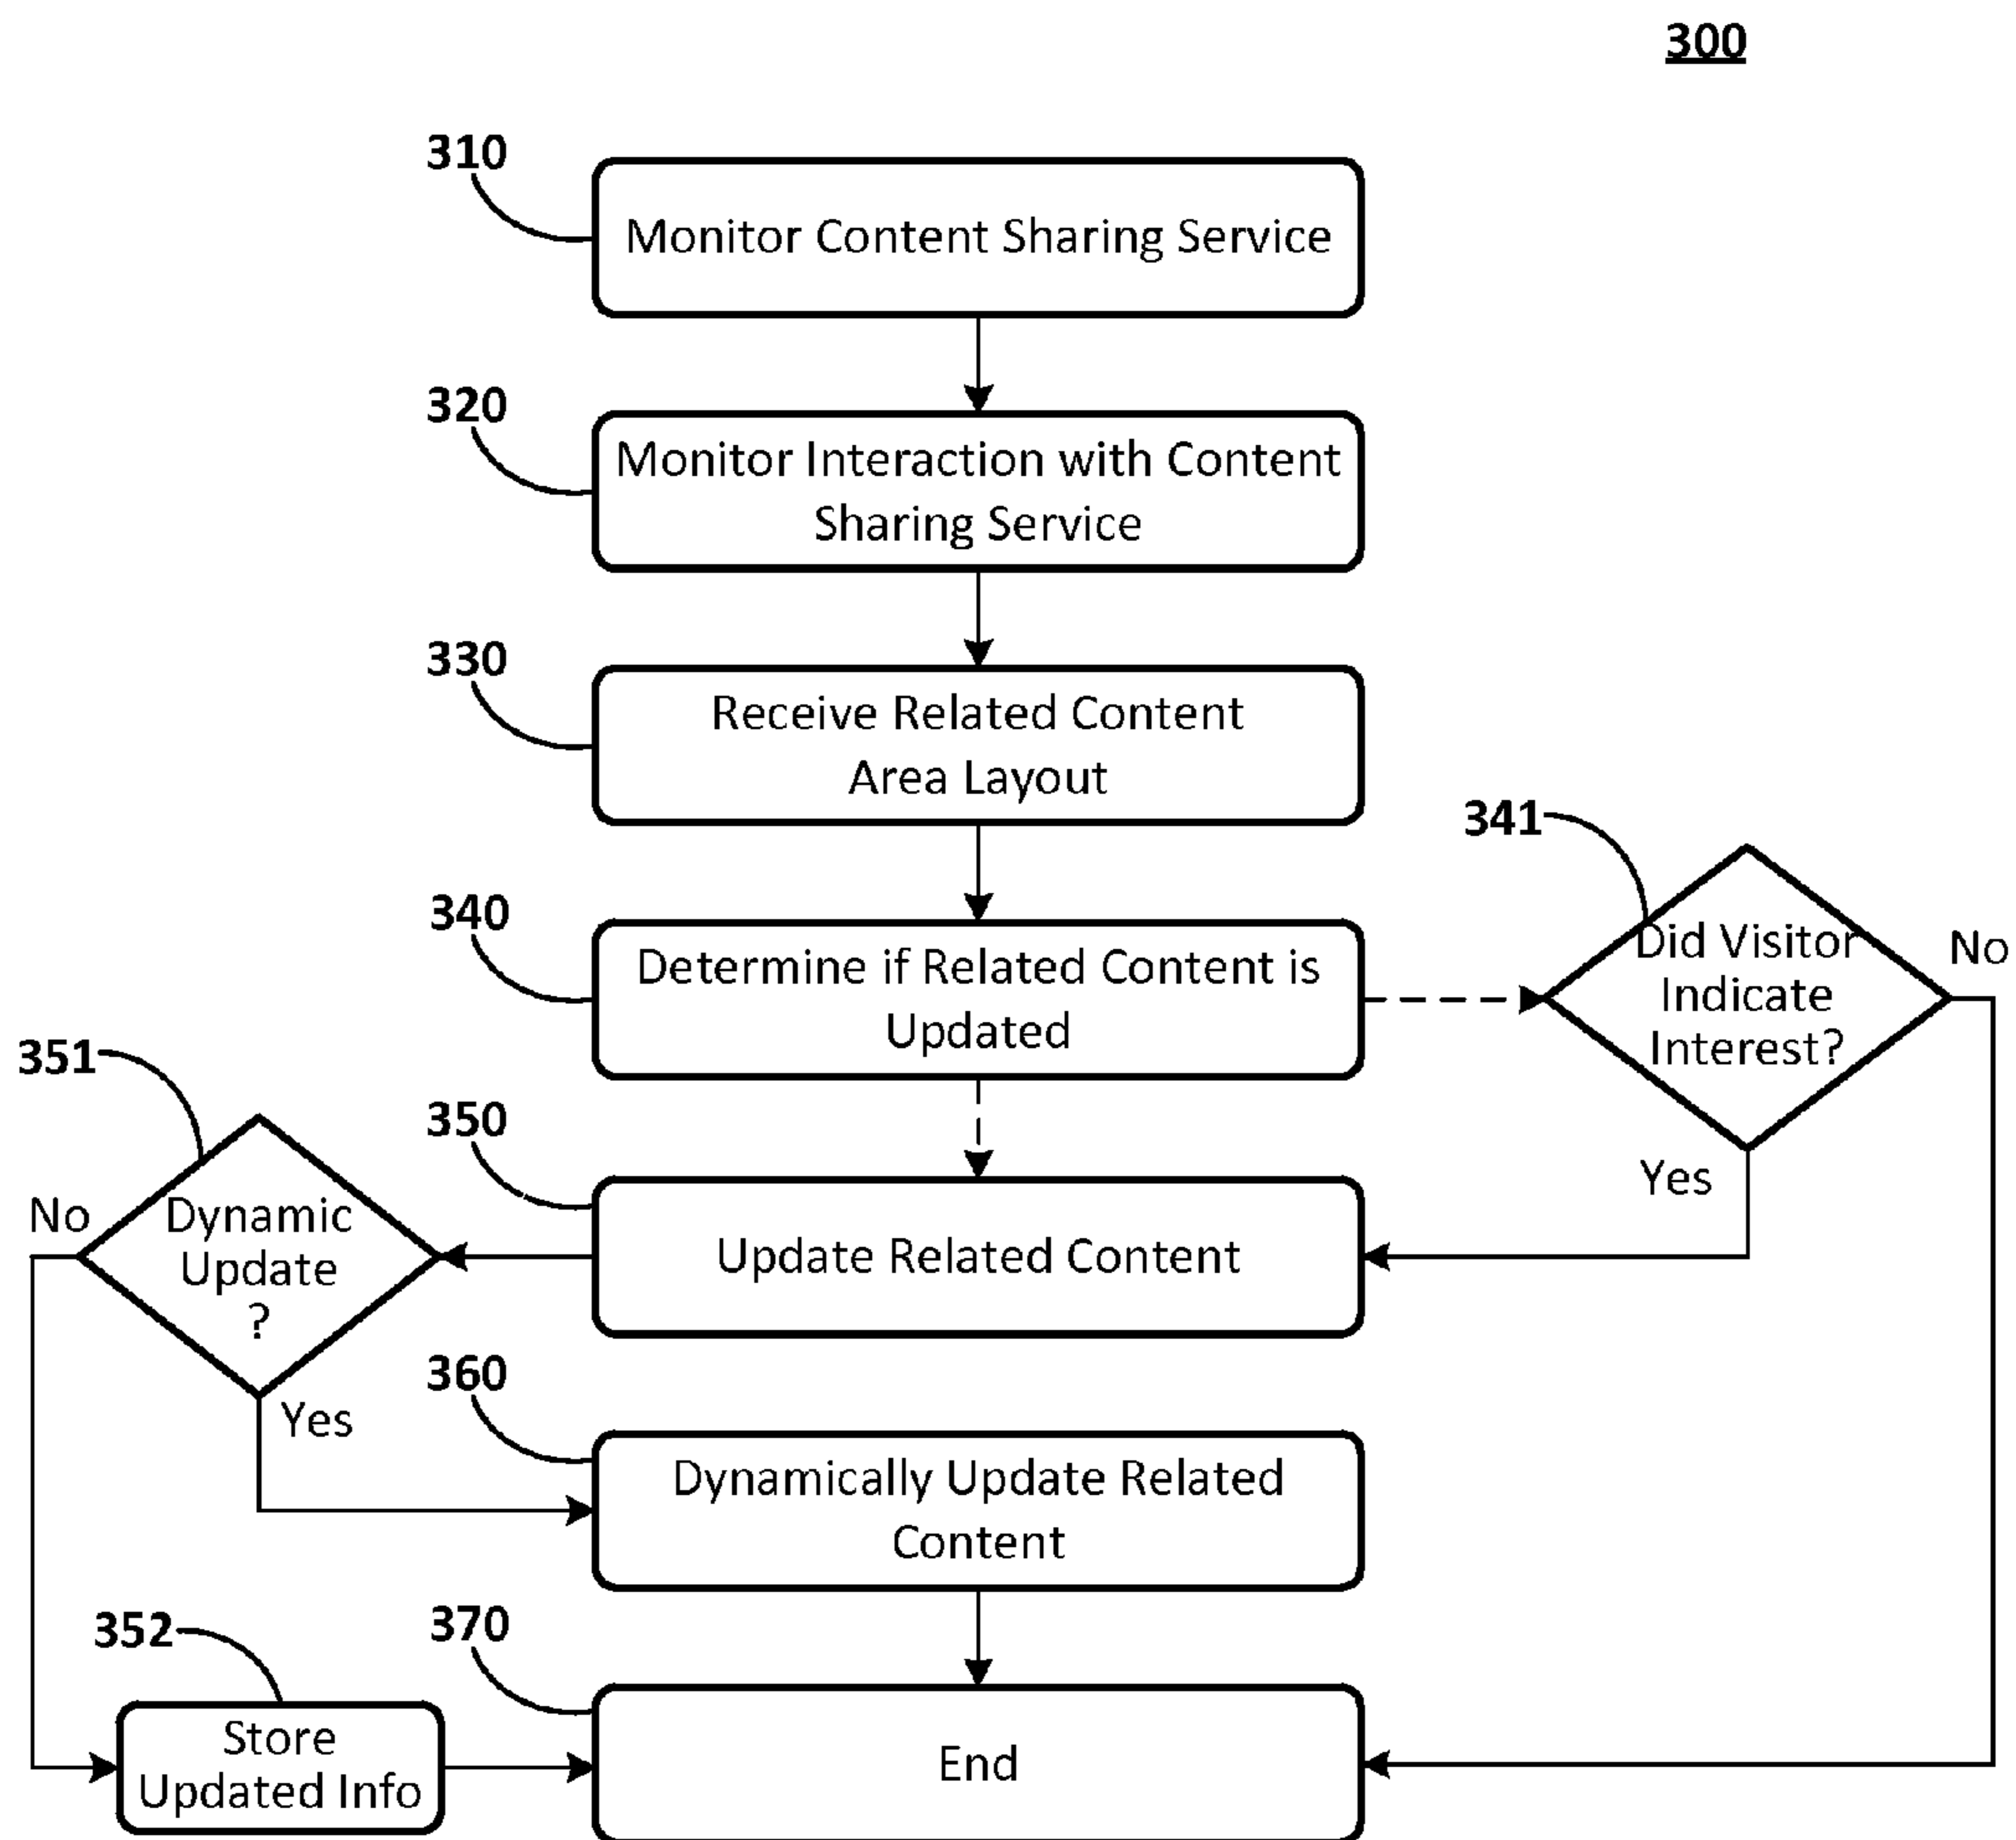 300
310
Monitor Content Sharing Service
320
Monitor Interaction with Content
Sharing Service
330
Receive Related Content
Area Layout
341
340
Determine if Related Content is
Updated
Did Visitor
Indicate
Interest?
No
Yes
351
350
Update Related Content
Dynamic
Update
?
No
Yes
360
Dynamically Update Related
Content
352
Store
Updated Info
370
End